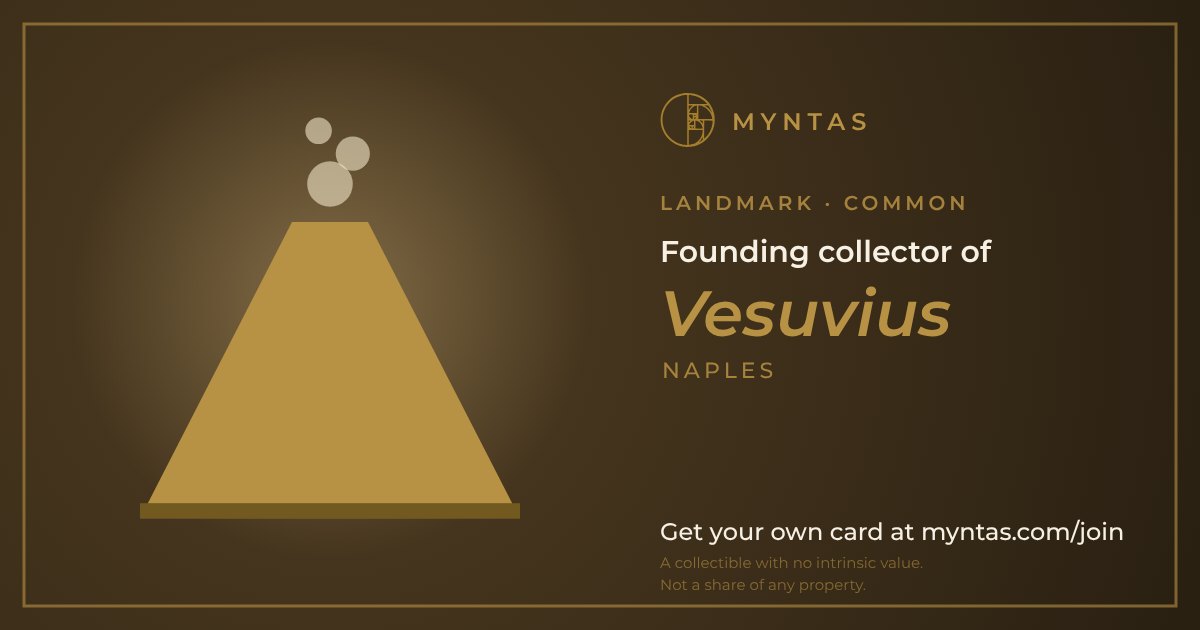 MYNTAS
LANDMARK · COMMON
Founding collector of
Vesuvius
NAPLES
Get your own card at myntas.com/join
A collectible with no intrinsic value.
Not a share of any property.